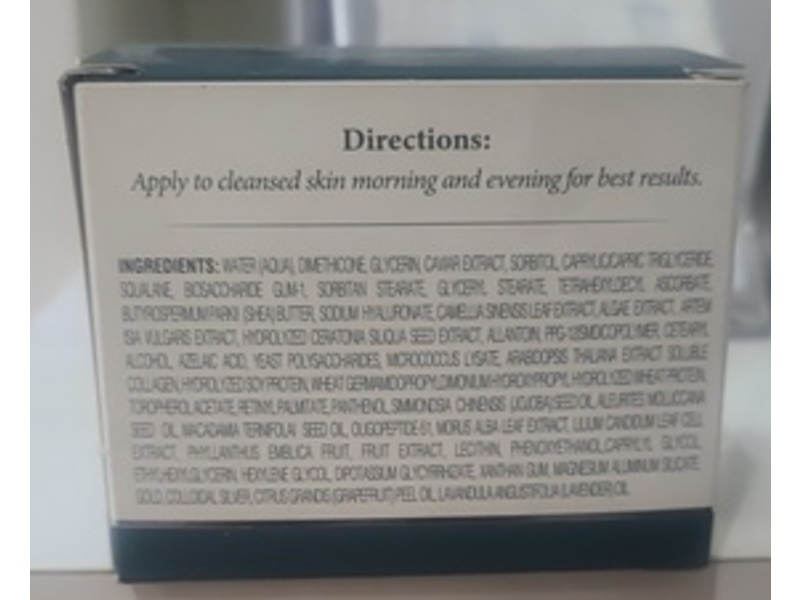 Directions:
Apply to cleansed skin morning and evening for best results.
INGREDIENTS: WATER (AQUA), DIMETHICONE, GLYCERIN, CAVIAR EXTRACT, SORBITOL, CAPRYLIC/CAPRIC TRIGLYCERIDE,
SQUALANE, BIOSACCHARIDE GUM-1, SORBITAN STEARATE, GLYCERYL STEARATE, TETRAHEXYLDECYL ASCORBATE,
BUTYROSPERMUM PARKII (SHEA) BUTTER, SODIUM HYALURONATE, CAMELLIA SINENSIS LEAF EXTRACT, ALGAE EXTRACT, ARTEM
ISIA VULGARIS EXTRACT, HYDROLYZED CERATONIA SILIQUA SEED EXTRACT, ALLANTOIN, PPG-12/SMDI COPOLYMER, CETEARYL
ALCOHOL, AZELAIC ACID, YEAST POLYSACCHARIDES, MICROCOCCUS LYSATE, ARABIDOPSIS THALIANA EXTRACT SOLUBLE
COLLAGEN, HYDROLYZED SOY PROTEIN, WHEAT HYDROLYZED WHEAT PROTEIN,
ACETATE, RETINYL PALMITATE, PANTHENOL, SIMMONDSIA CHINENSIS (JOJOBA) SEED OIL, ALEURITES MOLUCCANA
SEED OIL, MACADAMIA TERNIFOLIA SEED OIL, OLIGOPEPTIDE-51, MORUS ALBA LEAF EXTRACT, LILIUM CANDIDUM LEAF CELL
EXTRACT, PHYLLANTHUS EMBLICA FRUIT, FRUIT EXTRACT, LECITHIN, PHENOXYETHANOL, CAPRYLYL GLYCOL,
ETHYLHEXYLGLYCERIN, HEXYLENE GLYCOL, DIPOTASSIUM GLYCYRRHIZATE, XANTHAN GUM, MAGNESIUM ALUMINUM SILICATE,
GOLD, COLLOIDAL SILVER, CITRUS GRANDIS (GRAPEFRUIT) PEEL OIL, LAVANDULA ANGUSTIFOLIA (LAVENDER) OIL.